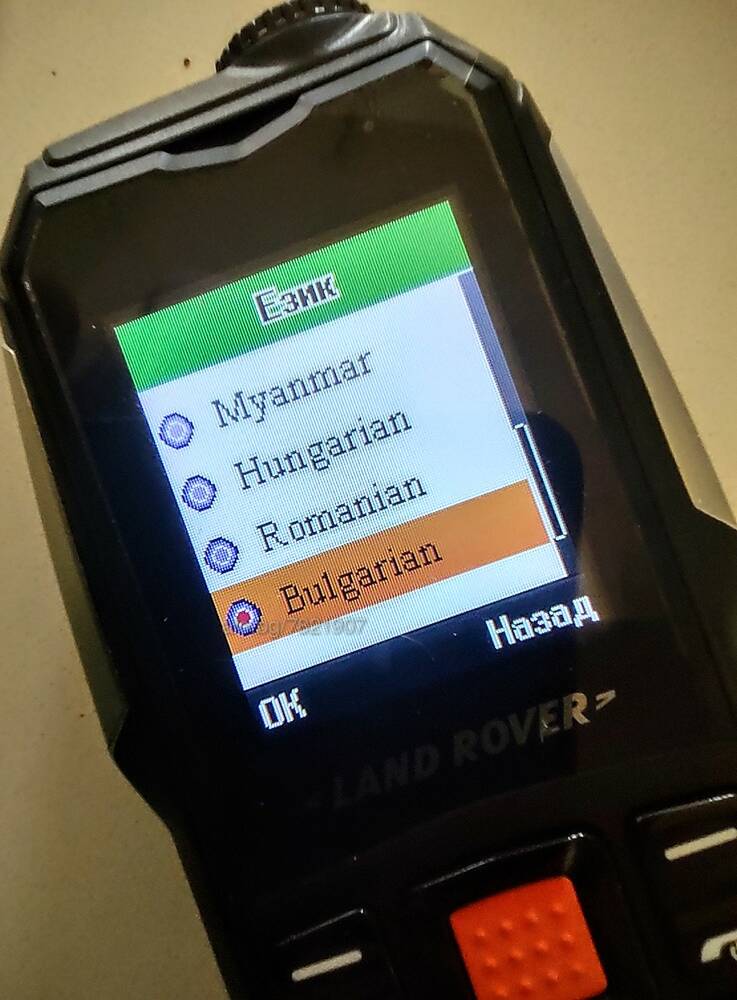 Език
Myanmar
Hungarian
Romanian
Bulgarian
Назад
OK
LAND ROVER